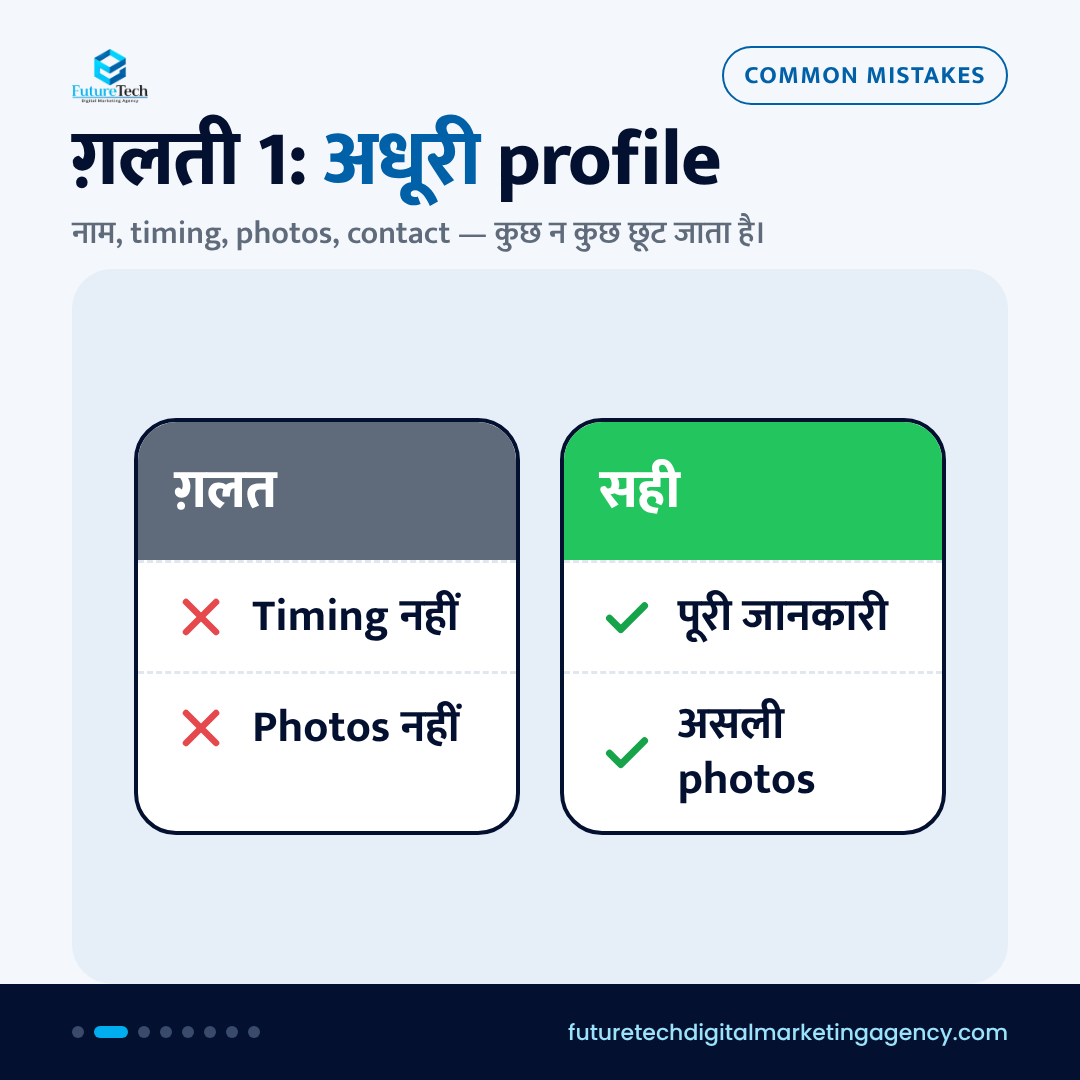 FutureTech
Digital Marketing Agency
COMMON MISTAKES
ग़लती 1: अधूरी profile
नाम, timing, photos, contact — कुछ न कुछ छूट जाता है।
ग़लत
Timing नहीं
Photos नहीं
सही
पूरी जानकारी
असली
photos
futuretechdigitalmarketingagency.com